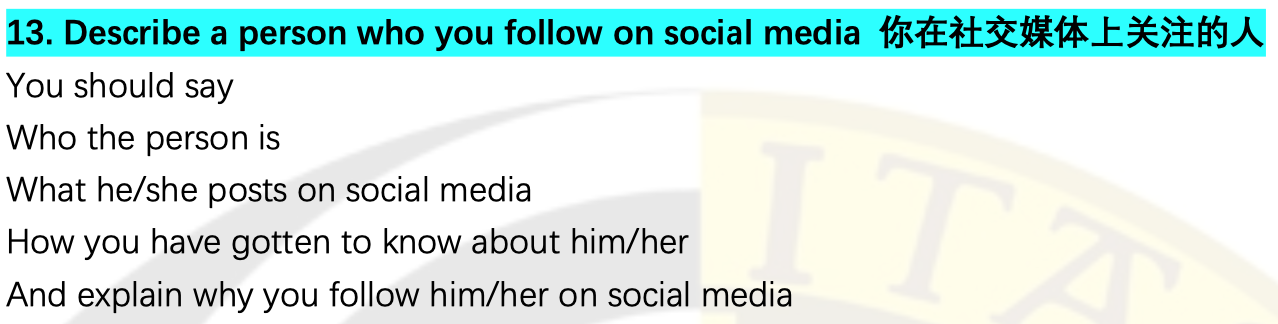 13. Describe a person who you follow on social media 你在社交媒体上关注的人
You should say
Who the person is
What he/she posts on social media
How you have gotten to know about him/her
And explain why you follow him/her on social media
ITA